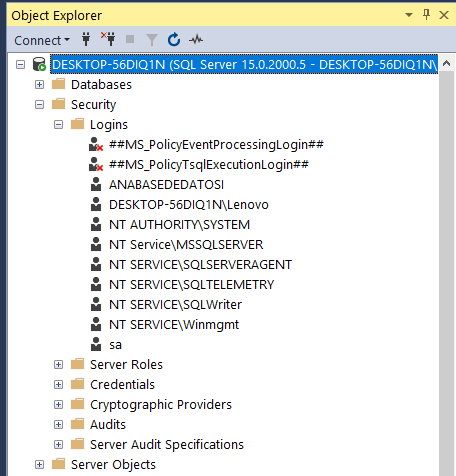 Object Explorer
Connect
DESKTOP-56DIQ1N (SQL Server 15.0.2000.5 - DESKTOP-56DIQ1N\
Databases
Security
Logins
##MS_PolicyEventProcessingLogin##
##MS_PolicyTsqlExecutionLogin##
ANABASEDEDATOSI
DESKTOP-56DIQ1N\Lenovo
NT AUTHORITY\SYSTEM
NT Service\MSSQLSERVER
NT SERVICE\SQLSERVERAGENT
NT SERVICE\SQLTELEMETRY
NT SERVICE\SQLWriter
NT SERVICE\Winmgmt
sa
Server Roles
Credentials
Cryptographic Providers
Audits
Server Audit Specifications
Server Objects